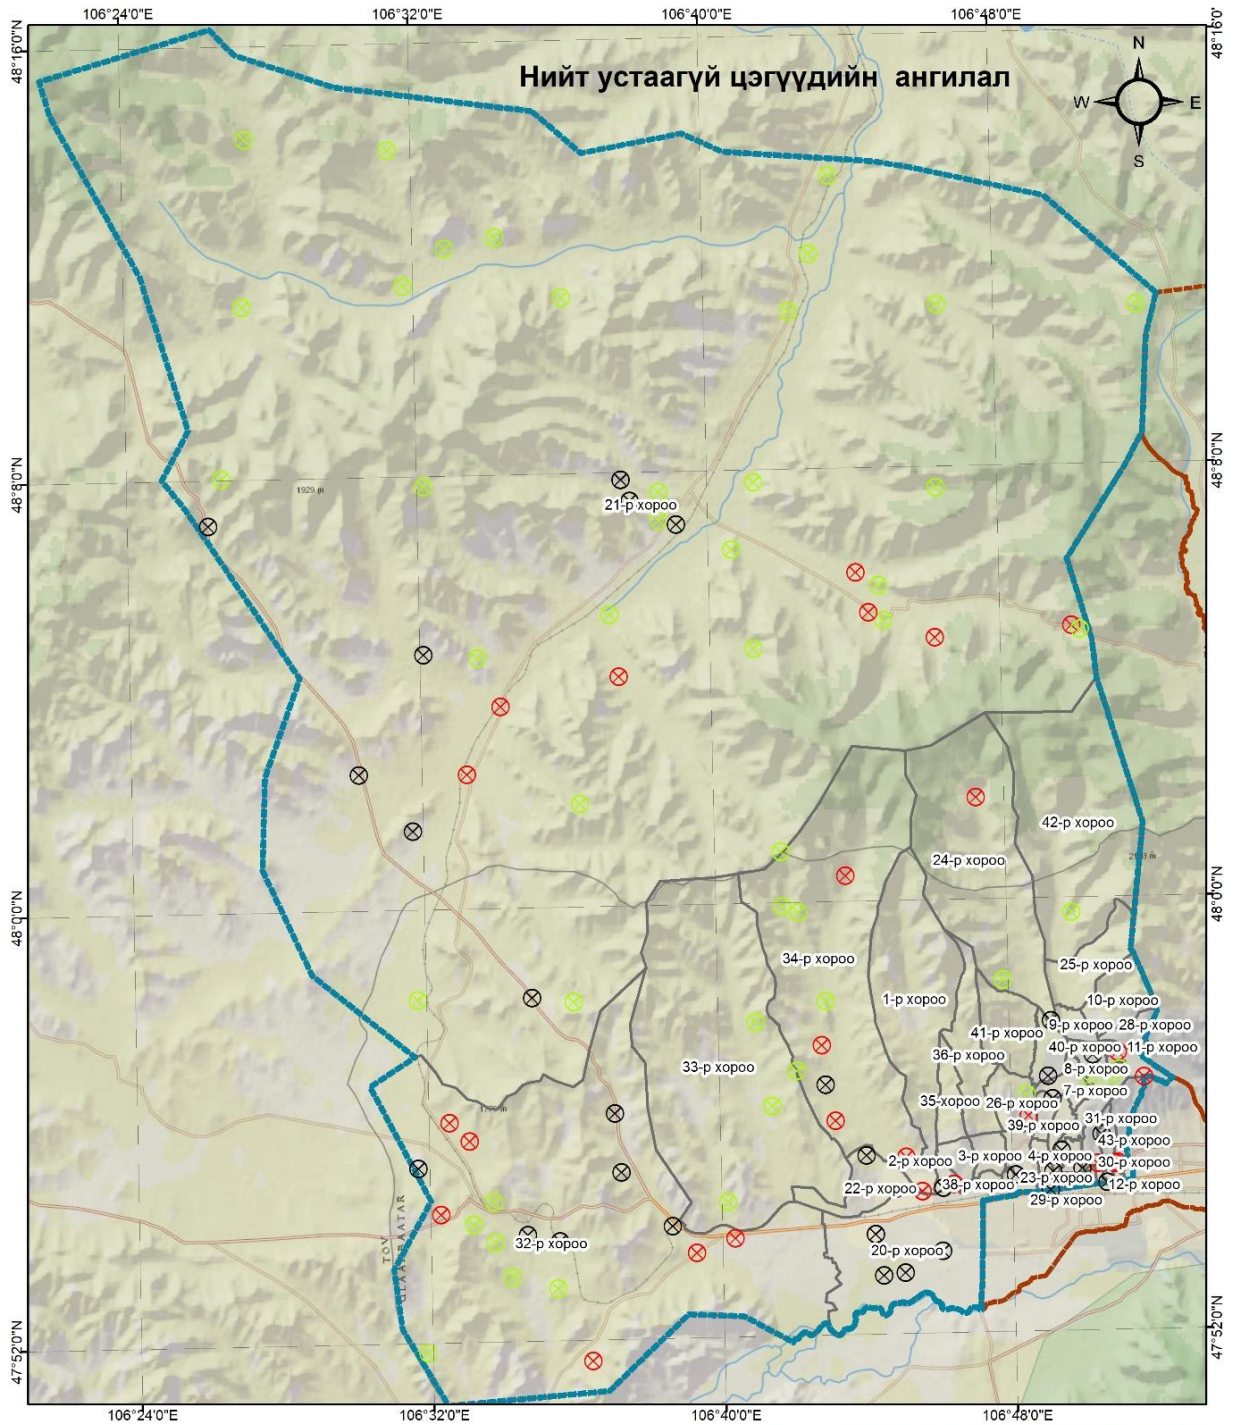 106°24'0"E
106°32'0"E
106°40'0"E
106°48'0"E
48°16'0"N
48°16'0"
Нийт устаагүй цэгүүдийн ангилал
N
W
E
S
48°8'0"N
48°8'0"N
1929 m
21-р хороо
42-р хороо
24-р хороо
48°0'0"N
48°0'0"N
34-р хороо
25-р хороо
1-р хороо
10-р хороо
41-р хороо
9-р хороо
28-р хороо
36-р хороо
40-р хороо
11-р хороо
33-р хороо
8-р хороо
7-р хороо
35-хороо
26-р хороо
39-р хороо
31-р хороо
43-р хороо
2-р хороо
3-р хороо
4-р хороо
30-р хороо
22-р хороо
38-р хороо
23-р хороо
12-р хороо
29-р хороо
TOV
ULAANBAATAR
32-р хороо
20-р хороо
47°52'0"N
47°52'0"N
106°24'0"E
106°32'0"E
106°40'0"E
106°48'0"E